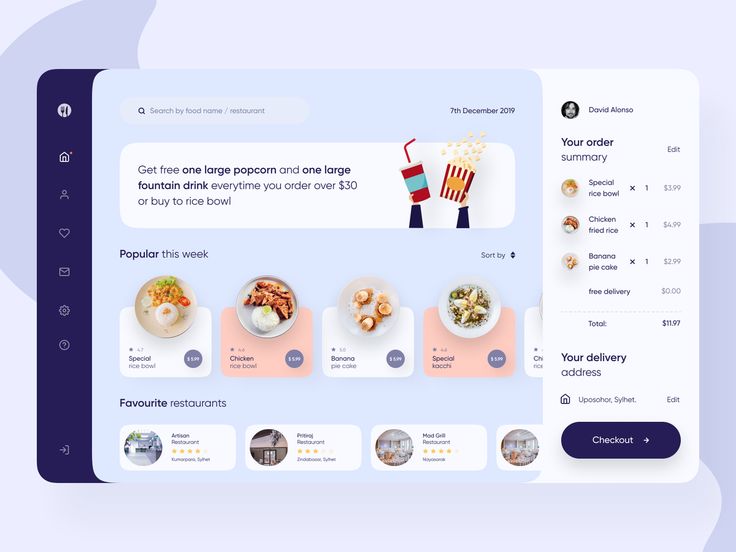 Search by food name / restaurant
7th December 2019
Get free one large popcorn and one large
fountain drink everytime you order over $30
or buy to rice bowl
Popular this week
Sort by
4.7
Special
rice bowl
$ 5.99
4.6
Chicken
rice bowl
$ 5.99
5.0
Banana
pie cake
$ 5.99
4.6
Special
kacchi
$ 5.99
Favourite restaurants
Artisan
Restaurant
Kumarpara, Sylhet
Pritiraj
Restaurant
Zindabazar, Sylhet
Mad Grill
Restaurant
Nayasorok
David Alonso
Your order
summary
Edit
Special
rice bowl
× 1
$3.99
Chicken
fried rice
× 1
$4.99
Banana
pie cake
× 1
$2.99
free delivery
$0.00
Total:
$11.97
Your delivery
address
Uposohor, Sylhet.
Edit
Checkout →